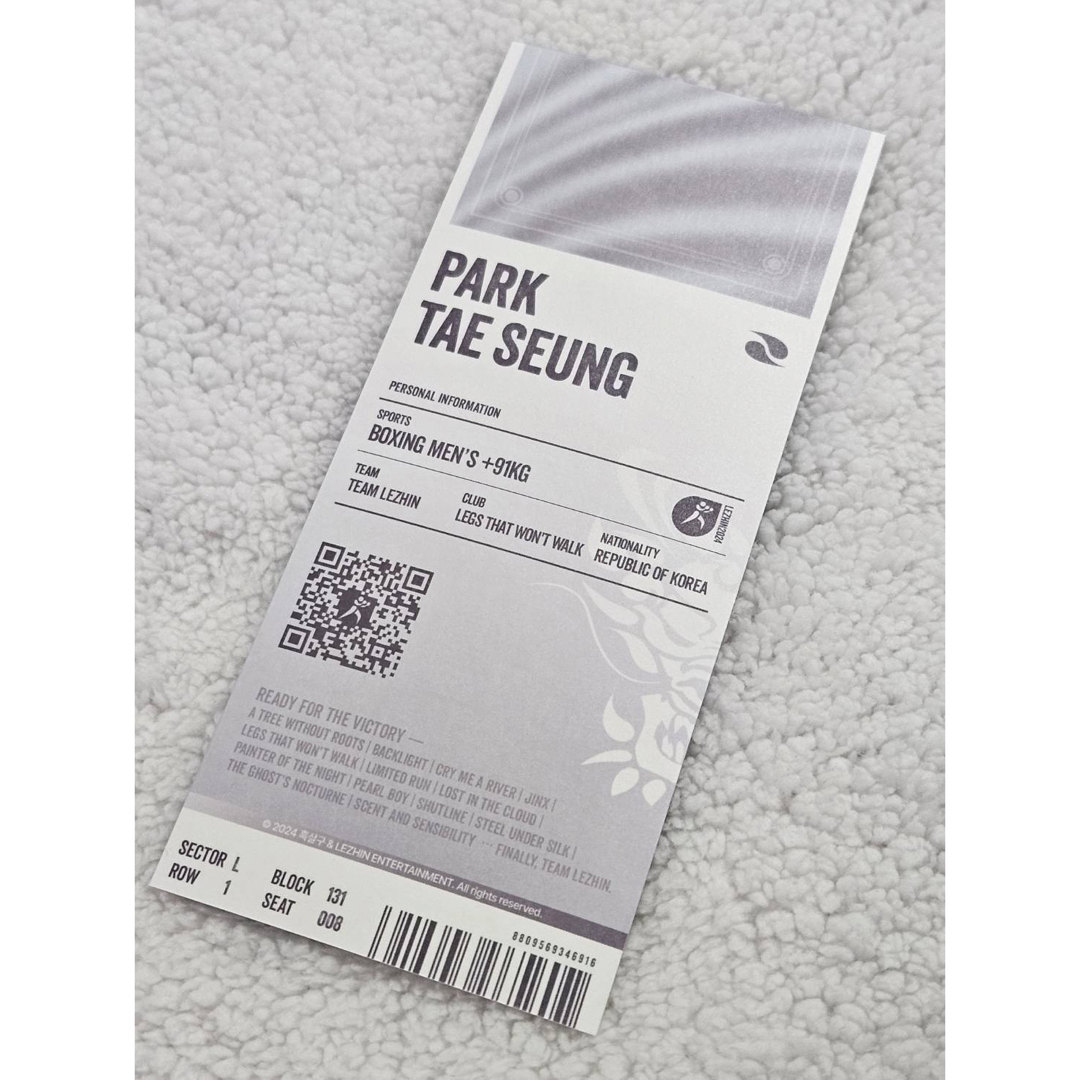 PARK
TAE SEUNG
PERSONAL INFORMATION
SPORTS
BOXING MEN'S +91KG
TEAM
TEAM LEZHIN
CLUB
LEGS THAT WON'T WALK
NATIONALITY
REPUBLIC OF KOREA
LEZHIN2024
READY FOR THE VICTORY —
A TREE WITHOUT ROOTS | BACKLIGHT | CRY ME A RIVER | JINX |
LEGS THAT WON'T WALK | LIMITED RUN | LOST IN THE CLOUD |
PAINTER OF THE NIGHT | PEARL BOY | SHUTLINE | STEEL UNDER SILK |
THE GHOST'S NOCTURNE | SCENT AND SENSIBILITY ··· FINALLY, TEAM LEZHIN.
© 2024 흑삼구 & LEZHIN ENTERTAINMENT. All rights reserved.
SECTOR L BLOCK 131
ROW 1 SEAT 008
8809569346916